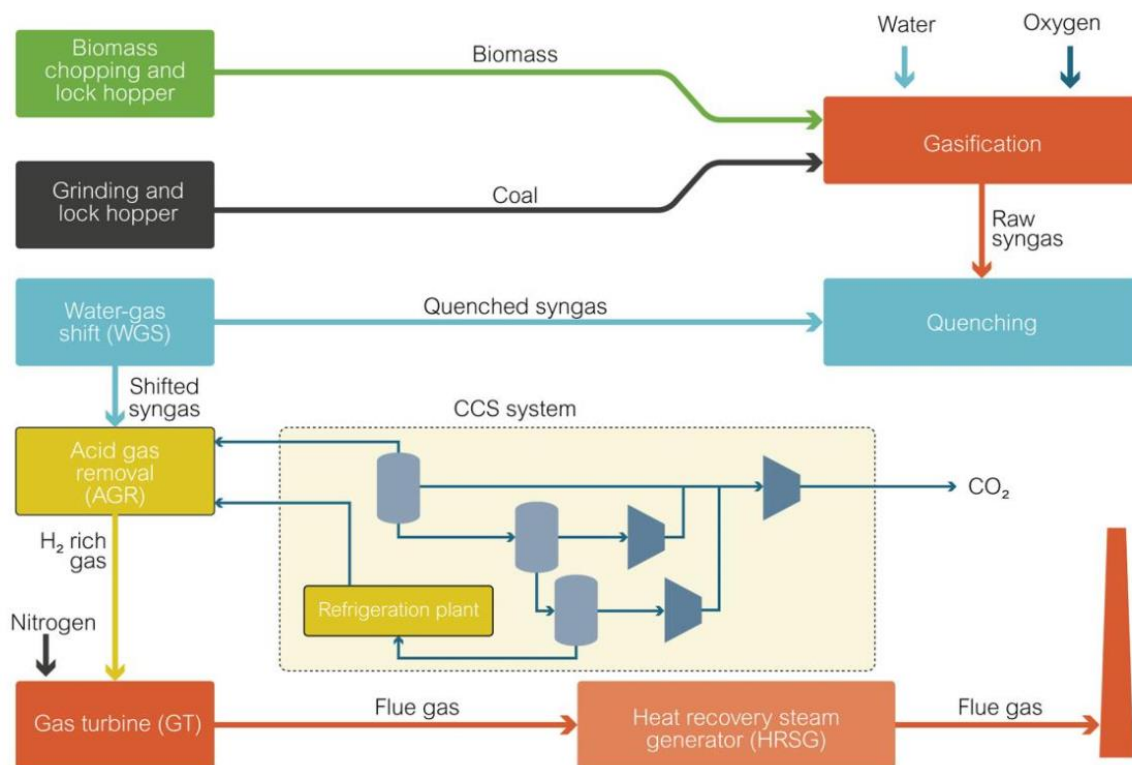 Biomass
chopping and
lock hopper
Biomass
Water
Oxygen
Gasification
Grinding and
lock hopper
Coal
Raw
syngas
Water-gas
shift (WGS)
Quenched syngas
Quenching
Shifted
syngas
CCS system
Acid gas
removal
(AGR)
CO₂
H₂ rich
gas
Refrigeration plant
Nitrogen
Gas turbine (GT)
Flue gas
Heat recovery steam
generator (HRSG)
Flue gas